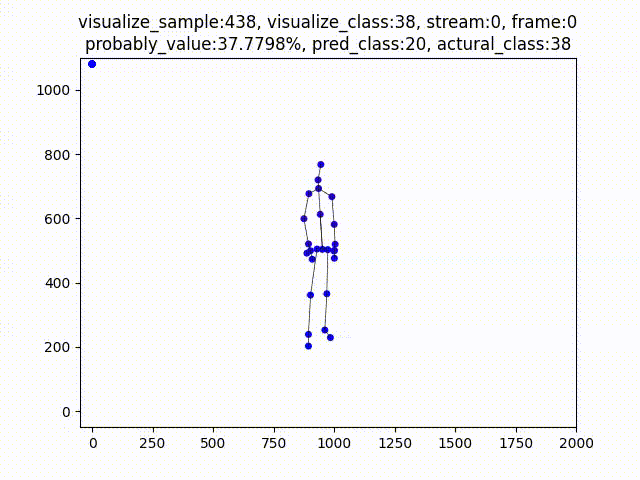 visualize_sample:438, visualize_class:38, stream:0, frame:0
probably_value:37.7798%, pred_class:20, actural_class:38
1000
800
600
400
200
0
0 250 500 750 1000 1250 1500 1750 2000